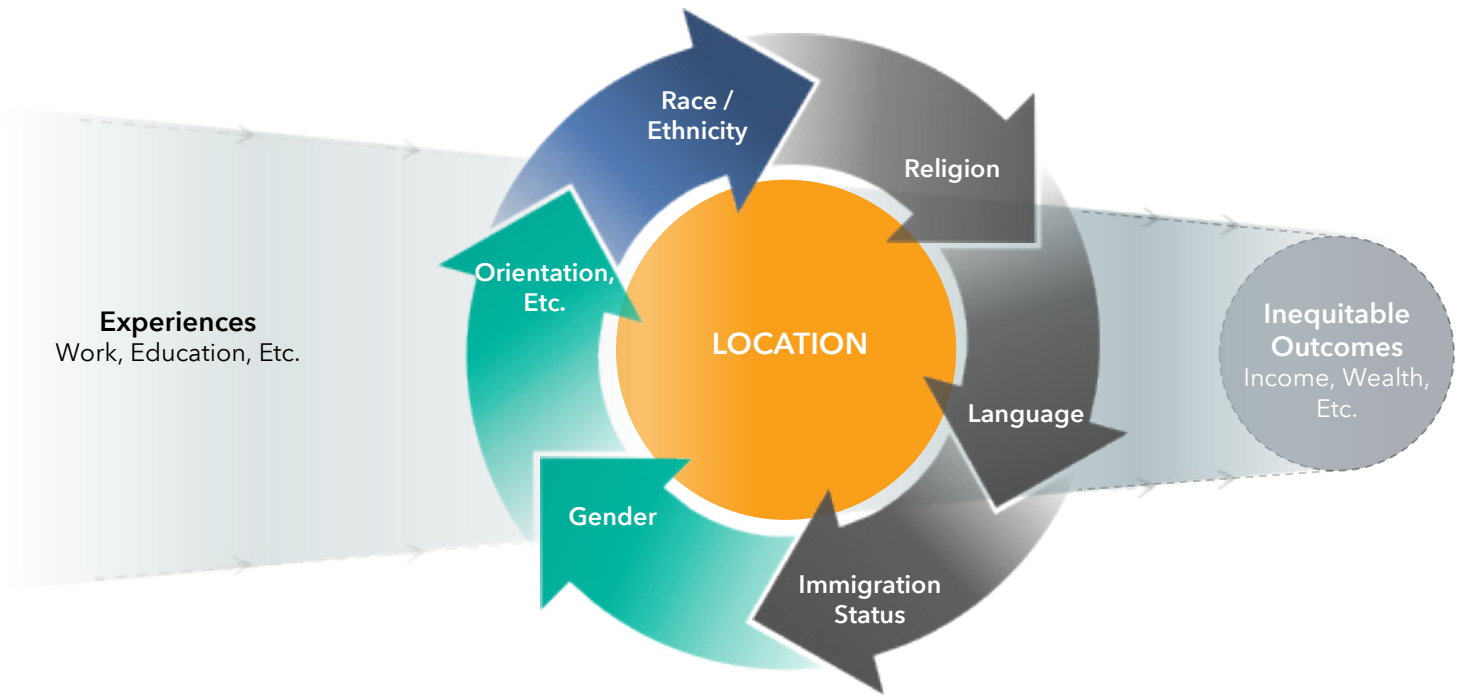 Race /
Ethnicity
Religion
Orientation,
Etc.
Experiences
Work, Education, Etc.
LOCATION
Inequitable
Outcomes
Income, Wealth,
Etc.
Language
Gender
Immigration
Status